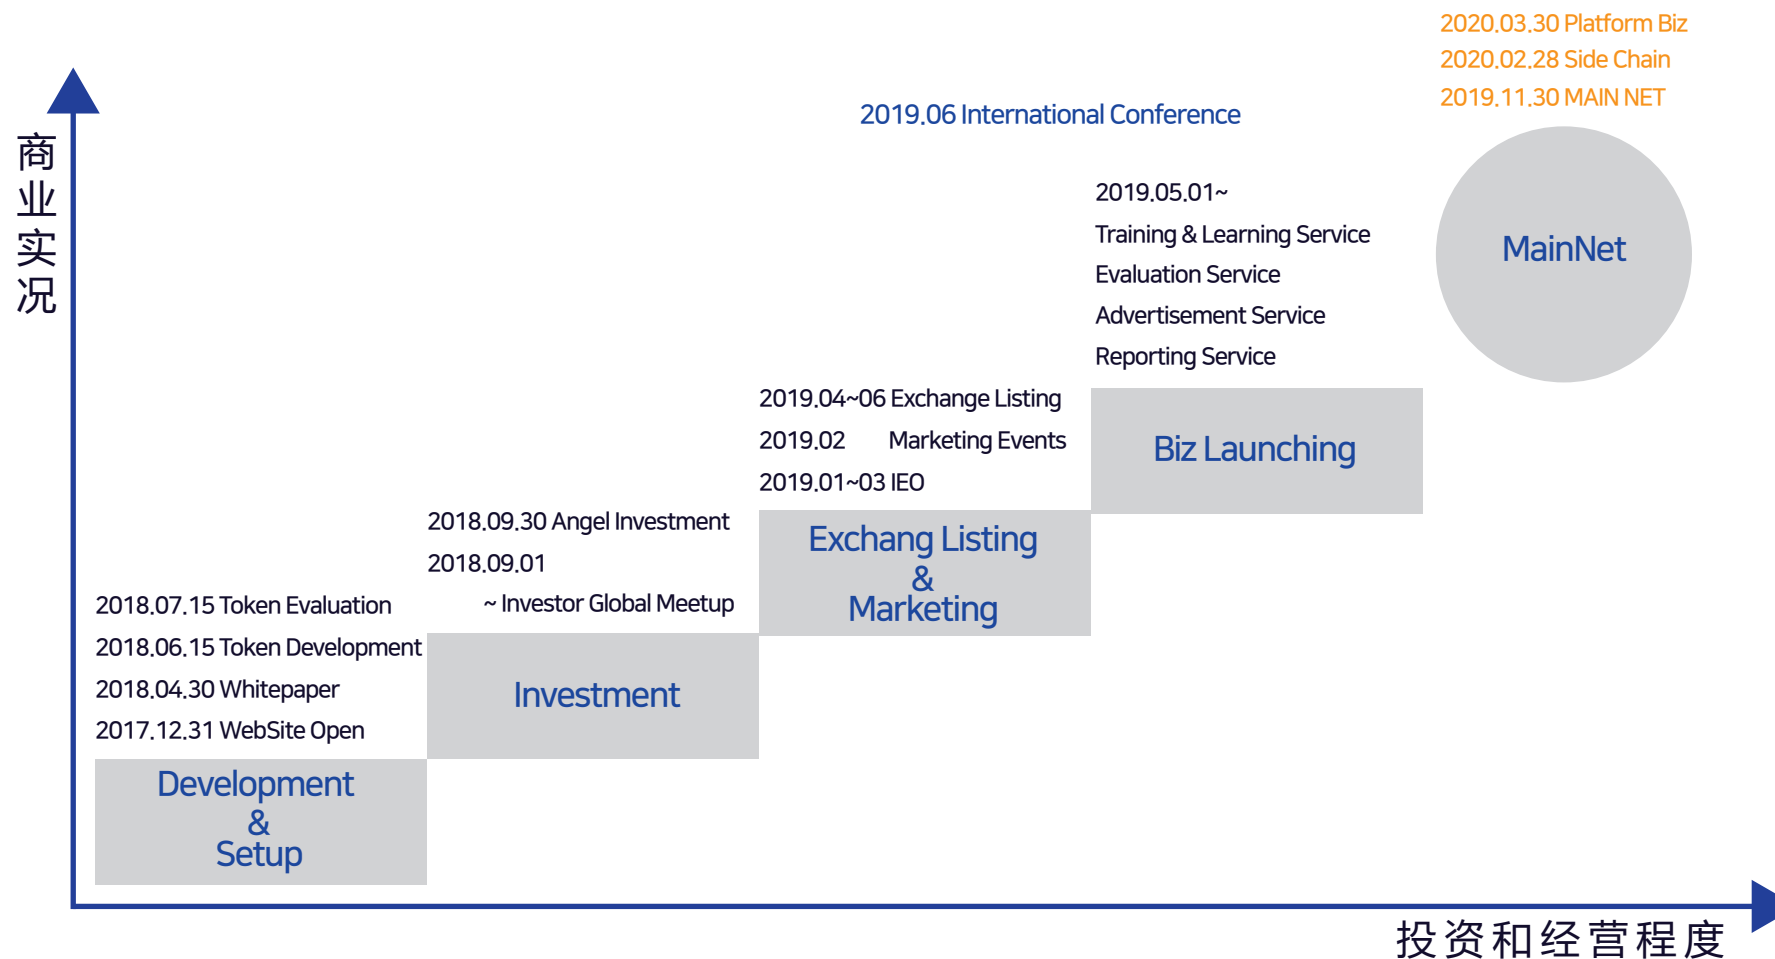 2020.03.30 Platform Biz
2020.02.28 Side Chain
2019.11.30 MAIN NET
MainNet
2019.06 International Conference
商业实况
2019.05.01~
Training & Learning Service
Evaluation Service
Advertisement Service
Reporting Service
Biz Launching
2019.04~06 Exchange Listing
2019.02 Marketing Events
2019.01~03 IEO
Exchang Listing
&
Marketing
2018.09.30 Angel Investment
2018.09.01
~ Investor Global Meetup
Investment
2018.07.15 Token Evaluation
2018.06.15 Token Development
2018.04.30 Whitepaper
2017.12.31 WebSite Open
Development
&
Setup
投资和经营程度